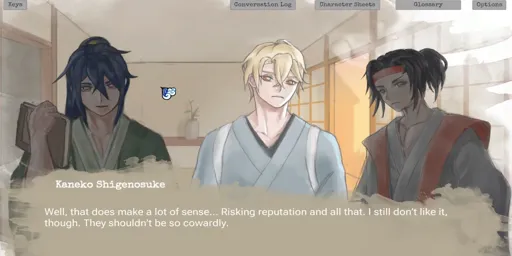 Keys
Conversation Log
Character Sheets
Glossary
Options
Kaneko Shigenosuke
Well, that does make a lot of sense... Risking reputation and all that. I still don't like it,
though. They shouldn't be so cowardly.